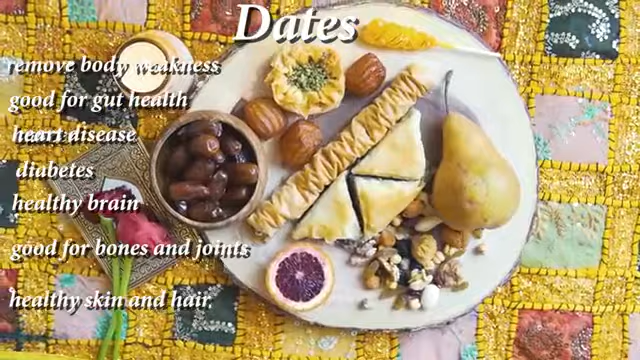 Dates
remove body weakness
good for gut health
heart disease
diabetes
healthy brain
good for bones and joints
healthy skin and hair,